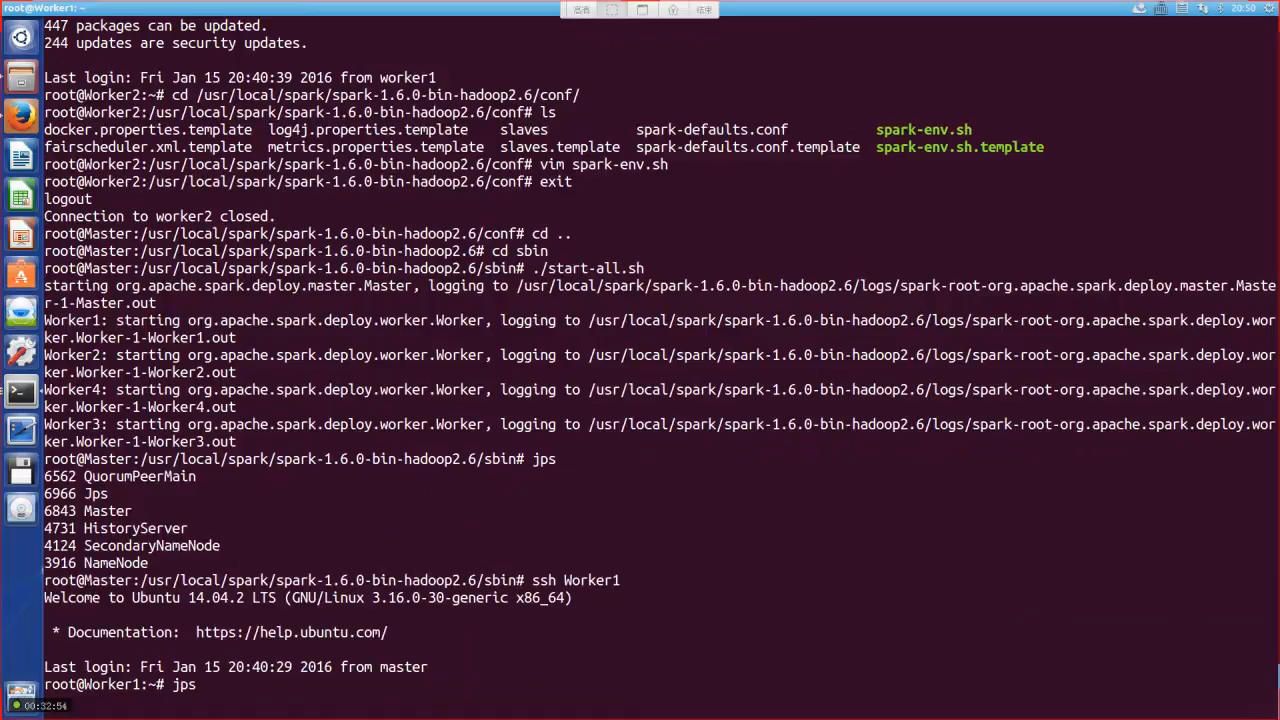 root@Worker1: ~
高清
结束
20:50
447 packages can be updated.
244 updates are security updates.
Last login: Fri Jan 15 20:40:39 2016 from worker1
root@Worker2:~# cd /usr/local/spark/spark-1.6.0-bin-hadoop2.6/conf/
root@Worker2:/usr/local/spark/spark-1.6.0-bin-hadoop2.6/conf# ls
docker.properties.template  log4j.properties.template    slaves           spark-defaults.conf           spark-env.sh
fairscheduler.xml.template  metrics.properties.template  slaves.template  spark-defaults.conf.template  spark-env.sh.template
root@Worker2:/usr/local/spark/spark-1.6.0-bin-hadoop2.6/conf# vim spark-env.sh
root@Worker2:/usr/local/spark/spark-1.6.0-bin-hadoop2.6/conf# exit
logout
Connection to worker2 closed.
root@Master:/usr/local/spark/spark-1.6.0-bin-hadoop2.6/conf# cd ..
root@Master:/usr/local/spark/spark-1.6.0-bin-hadoop2.6# cd sbin
root@Master:/usr/local/spark/spark-1.6.0-bin-hadoop2.6/sbin# ./start-all.sh
starting org.apache.spark.deploy.master.Master, logging to /usr/local/spark/spark-1.6.0-bin-hadoop2.6/logs/spark-root-org.apache.spark.deploy.master.Maste
r-1-Master.out
Worker1: starting org.apache.spark.deploy.worker.Worker, logging to /usr/local/spark/spark-1.6.0-bin-hadoop2.6/logs/spark-root-org.apache.spark.deploy.wor
ker.Worker-1-Worker1.out
Worker2: starting org.apache.spark.deploy.worker.Worker, logging to /usr/local/spark/spark-1.6.0-bin-hadoop2.6/logs/spark-root-org.apache.spark.deploy.wor
ker.Worker-1-Worker2.out
Worker4: starting org.apache.spark.deploy.worker.Worker, logging to /usr/local/spark/spark-1.6.0-bin-hadoop2.6/logs/spark-root-org.apache.spark.deploy.wor
ker.Worker-1-Worker4.out
Worker3: starting org.apache.spark.deploy.worker.Worker, logging to /usr/local/spark/spark-1.6.0-bin-hadoop2.6/logs/spark-root-org.apache.spark.deploy.wor
ker.Worker-1-Worker3.out
root@Master:/usr/local/spark/spark-1.6.0-bin-hadoop2.6/sbin# jps
6562 QuorumPeerMain
6966 Jps
6843 Master
4731 HistoryServer
4124 SecondaryNameNode
3916 NameNode
root@Master:/usr/local/spark/spark-1.6.0-bin-hadoop2.6/sbin# ssh Worker1
Welcome to Ubuntu 14.04.2 LTS (GNU/Linux 3.16.0-30-generic x86_64)
 * Documentation:  https://help.ubuntu.com/
Last login: Fri Jan 15 20:40:29 2016 from master
root@Worker1:~# jps
00:32:54